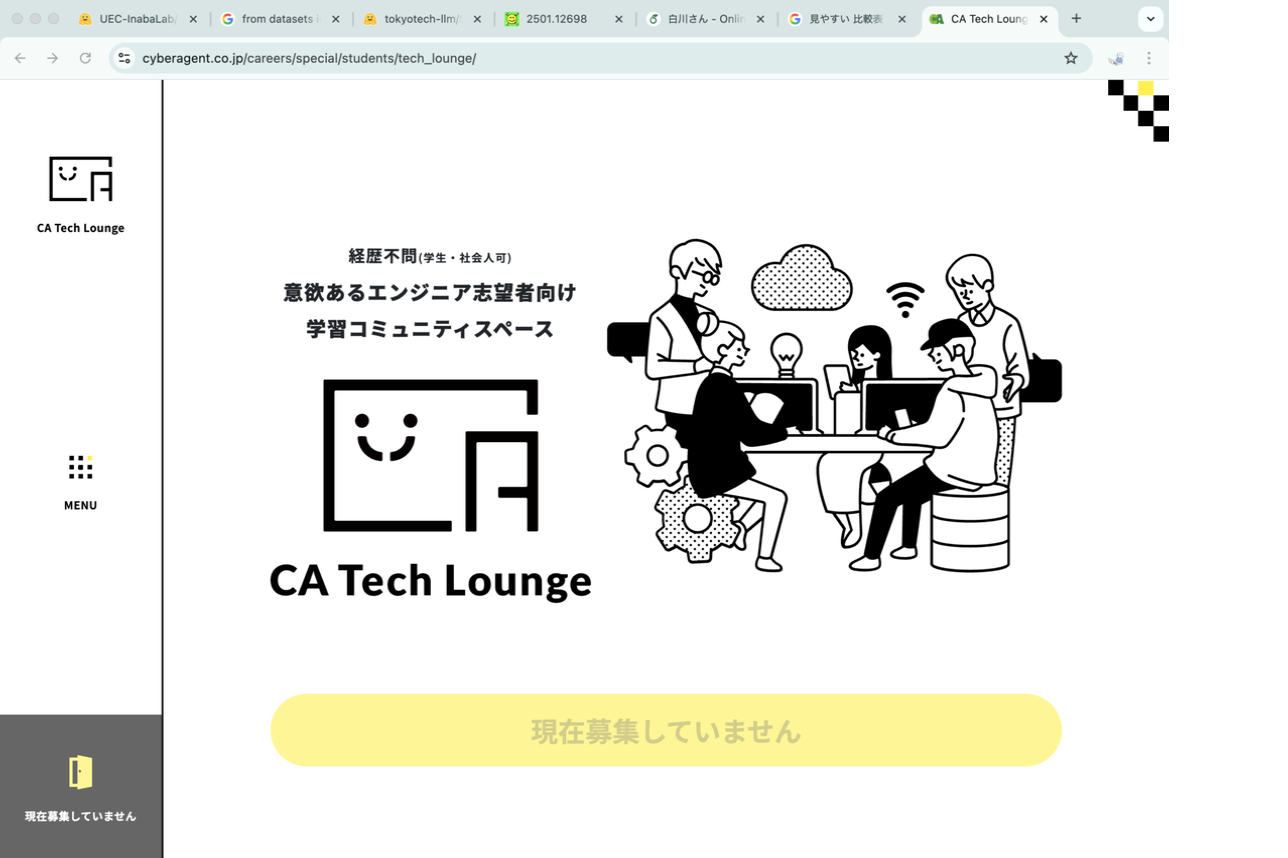 UEC-InabaLab/
from datasets i
tokyotech-llm/
2501.12698
白川さん - Onlin
見やすい 比較表
CA Tech Loung
cyberagent.co.jp/careers/special/students/tech_lounge/
CA Tech Lounge
MENU
現在募集していません
経歴不問(学生・社会人可)
意欲あるエンジニア志望者向け
学習コミュニティスペース
CA Tech Lounge
現在募集していません